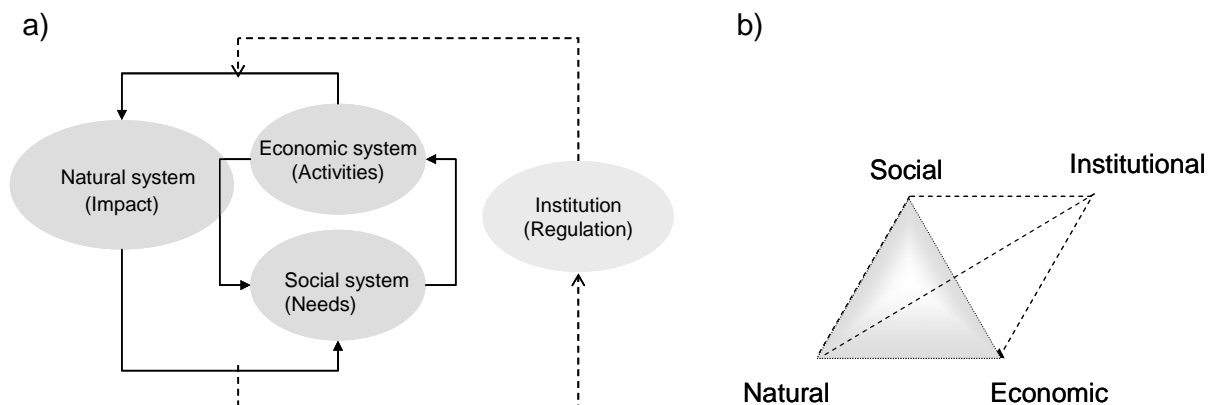 a)
Economic system
(Activities)
Natural system
(Impact)
Social system
(Needs)
Institution
(Regulation)
b)
Social
Institutional
Natural
Economic